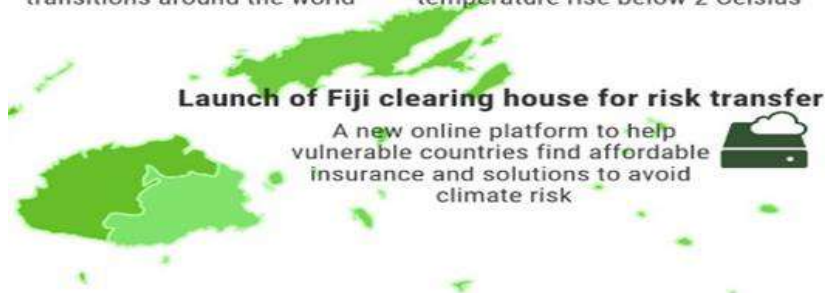 transitions around the world
temperature rise below 2 Celsius
Launch of Fiji clearing house for risk transfer
A new online platform to help
vulnerable countries find affordable
insurance and solutions to avoid
climate risk